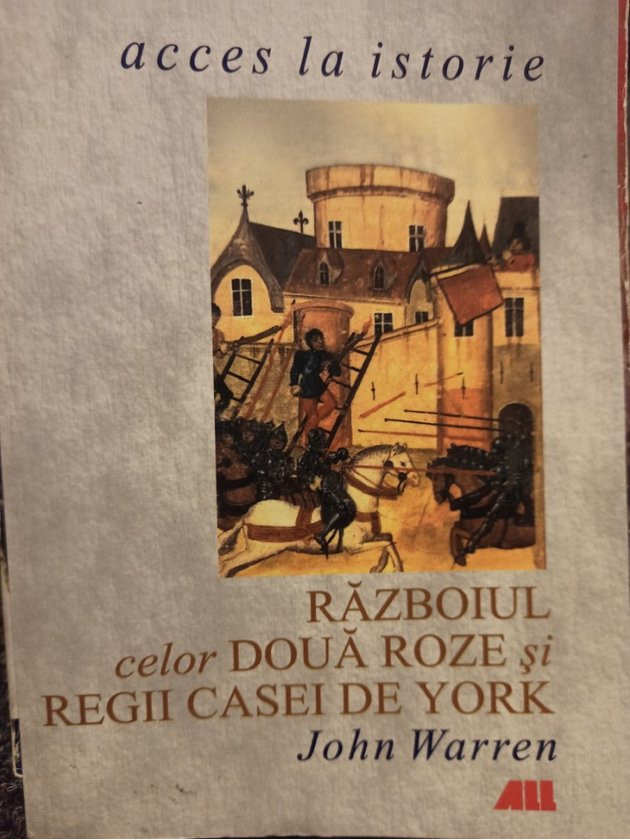 acces la istorie
RĂZBOIUL
celor DOUĂ ROZE şi
REGII CASEI DE YORK
John Warren
ALL